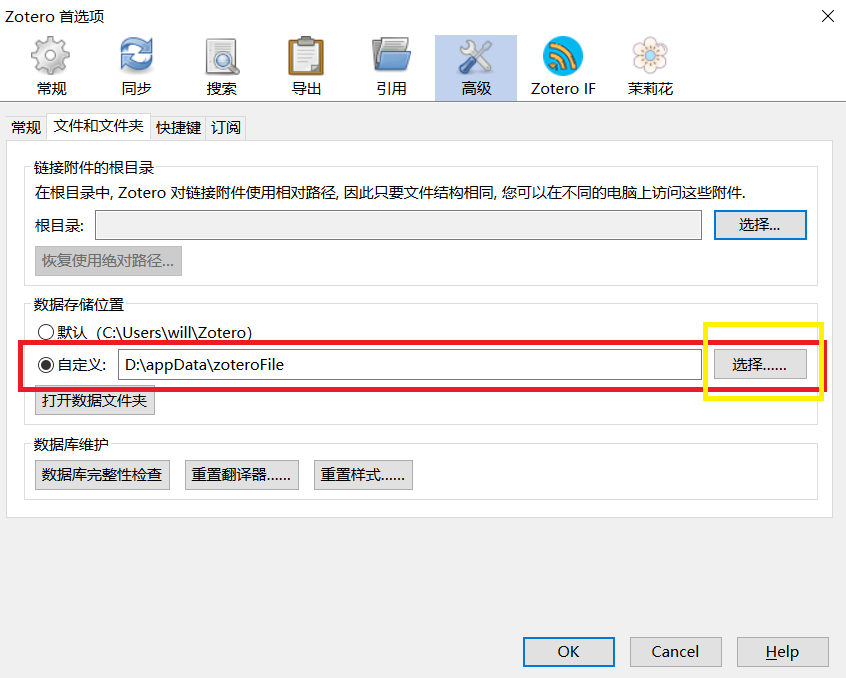 Zotero 首选项
常规 同步 搜索 导出 引用 高级 Zotero IF 茉莉花
常规 文件和文件夹 快捷键 订阅
链接附件的根目录
在根目录中, Zotero 对链接附件使用相对路径, 因此只要文件结构相同, 您可以在不同的电脑上访问这些附件.
根目录: 选择...
恢复使用绝对路径...
数据存储位置
默认（C:\Users\will\Zotero）
自定义: D:\appData\zoteroFile 选择......
打开数据文件夹
数据库维护
数据库完整性检查 重置翻译器...... 重置样式......
OK Cancel Help